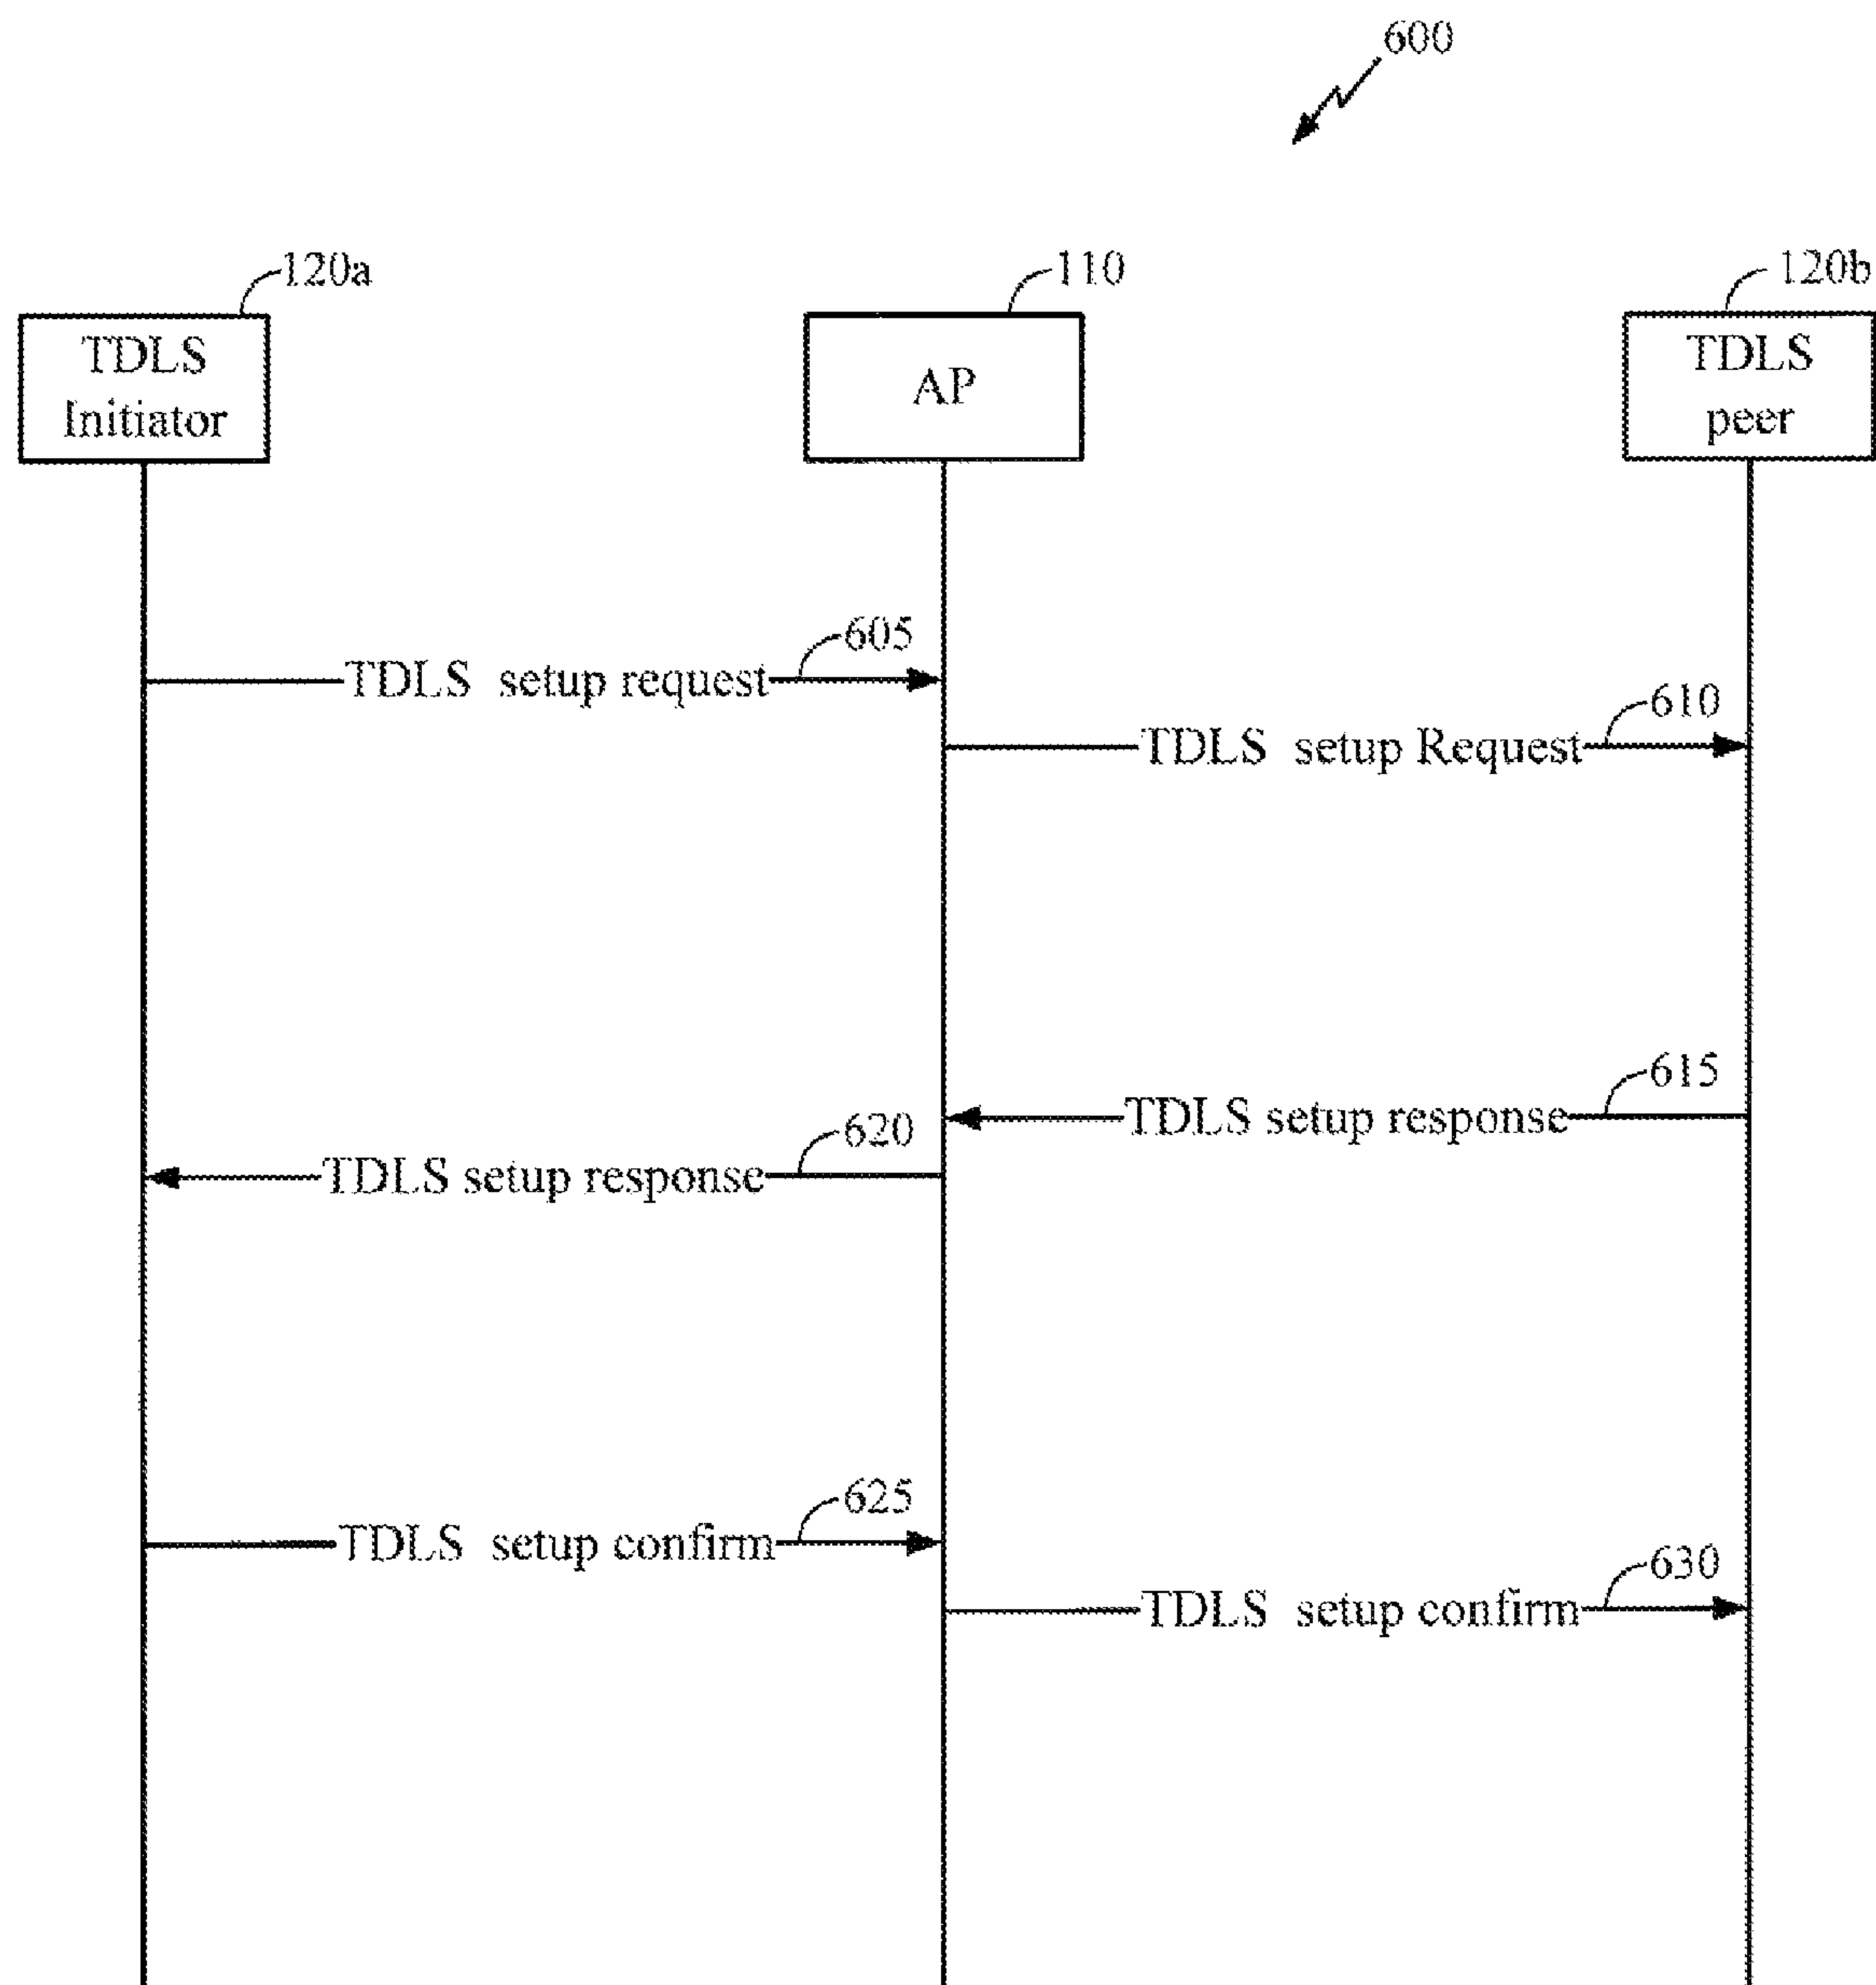 600
120a
110
120b
TDLS
Initiator
AP
TDLS
peer
605
TDLS setup request
610
TDLS setup Request
615
TDLS setup response
620
TDLS setup response
625
TDLS setup confirm
630
TDLS setup confirm